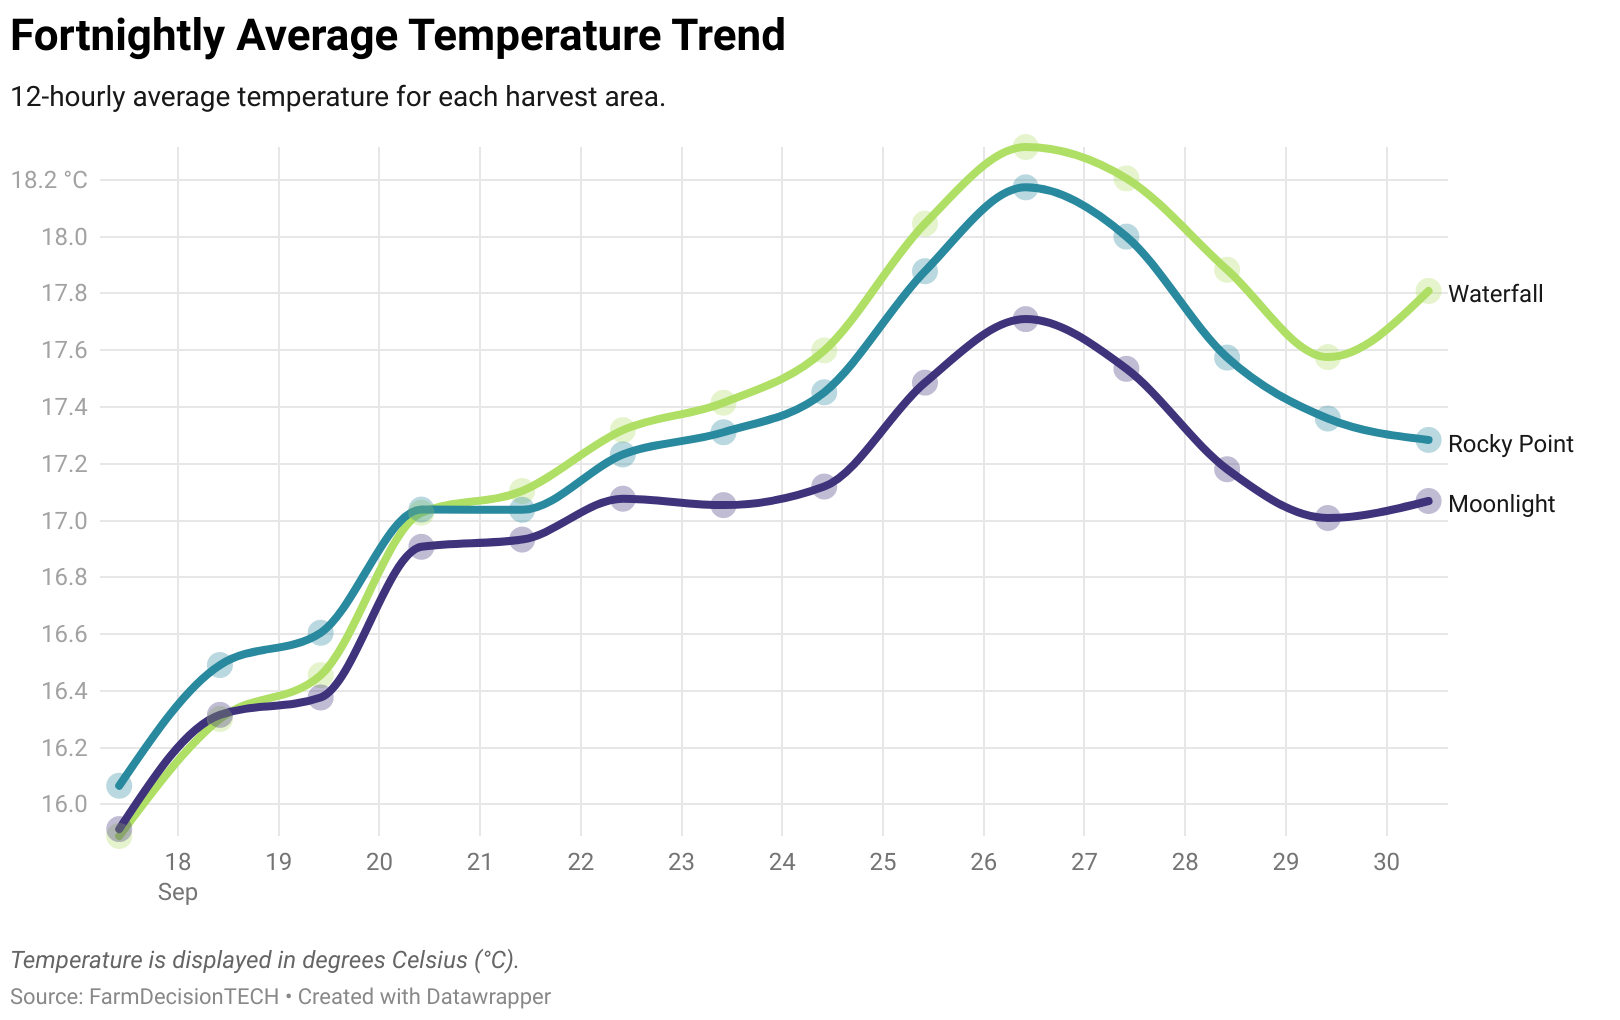 Fortnightly Average Temperature Trend
12-hourly average temperature for each harvest area.
18.2 °C
18.0
17.8
17.6
17.4
17.2
17.0
16.8
16.6
16.4
16.2
16.0
Waterfall
Rocky Point
Moonlight
18 19 20 21 22 23 24 25 26 27 28 29 30
Sep
Temperature is displayed in degrees Celsius (°C).
Source: FarmDecisionTECH • Created with Datawrapper